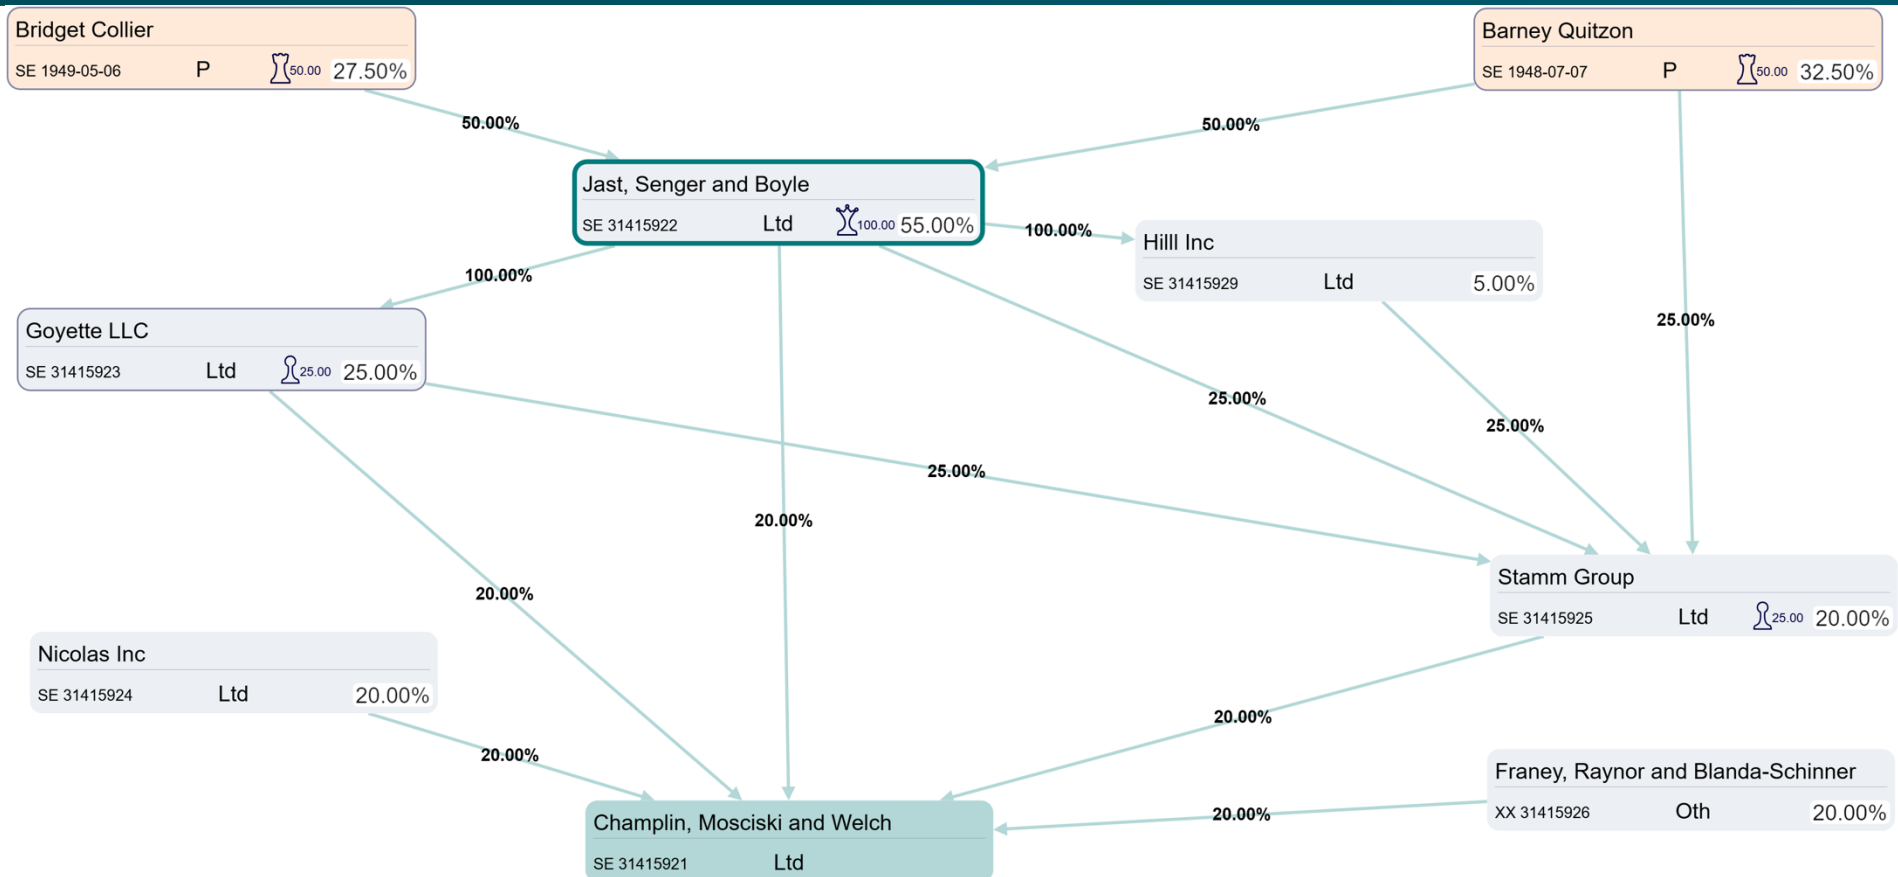 Bridget Collier
SE 1949-05-06 P 50.00 27.50%
Barney Quitzon
SE 1948-07-07 P 50.00 32.50%
50.00%
50.00%
Jast, Senger and Boyle
SE 31415922 Ltd 100.00 55.00%
100.00%
Hilll Inc
SE 31415929 Ltd 5.00%
100.00%
Goyette LLC
SE 31415923 Ltd 25.00 25.00%
25.00%
25.00%
25.00%
25.00%
20.00%
20.00%
Stamm Group
SE 31415925 Ltd 25.00 20.00%
Nicolas Inc
SE 31415924 Ltd 20.00%
20.00%
20.00%
Franey, Raynor and Blanda-Schinner
XX 31415926 Oth 20.00%
20.00%
Champlin, Mosciski and Welch
SE 31415921 Ltd